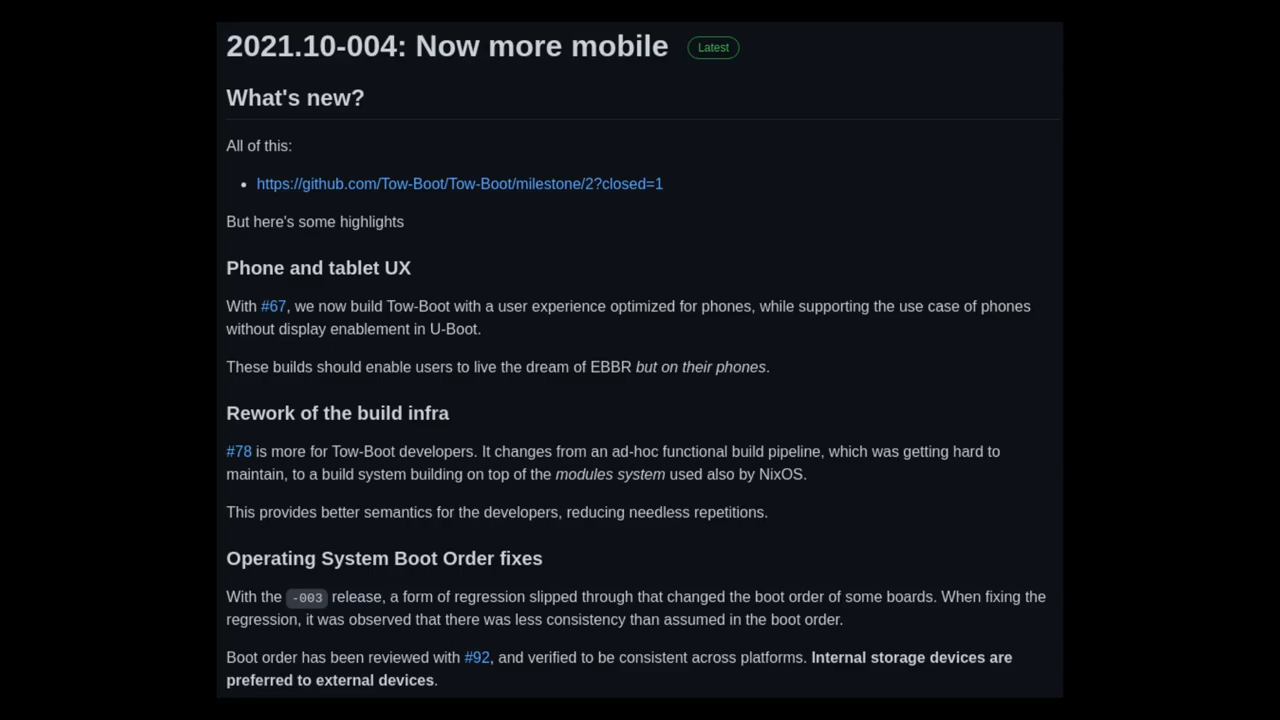 2021.10-004: Now more mobile Latest
What's new?
All of this:
• https://github.com/Tow-Boot/Tow-Boot/milestone/2?closed=1
But here's some highlights
Phone and tablet UX
With #67, we now build Tow-Boot with a user experience optimized for phones, while supporting the use case of phones
without display enablement in U-Boot.
These builds should enable users to live the dream of EBBR but on their phones.
Rework of the build infra
#78 is more for Tow-Boot developers. It changes from an ad-hoc functional build pipeline, which was getting hard to
maintain, to a build system building on top of the modules system used also by NixOS.
This provides better semantics for the developers, reducing needless repetitions.
Operating System Boot Order fixes
With the -003 release, a form of regression slipped through that changed the boot order of some boards. When fixing the
regression, it was observed that there was less consistency than assumed in the boot order.
Boot order has been reviewed with #92, and verified to be consistent across platforms. Internal storage devices are
preferred to external devices.